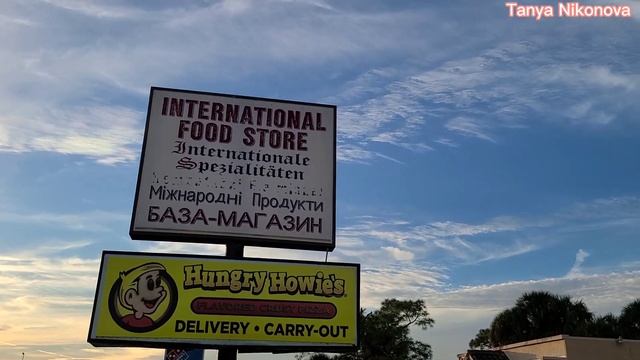 Tanya Nikonova
INTERNATIONAL
FOOD STORE
Internationale
Spezialitäten
Міжнародні Продукти
БАЗА-МАГАЗИН
Hungry Howie's
FLAVORED CRUST PIZZA
DELIVERY • CARRY-OUT